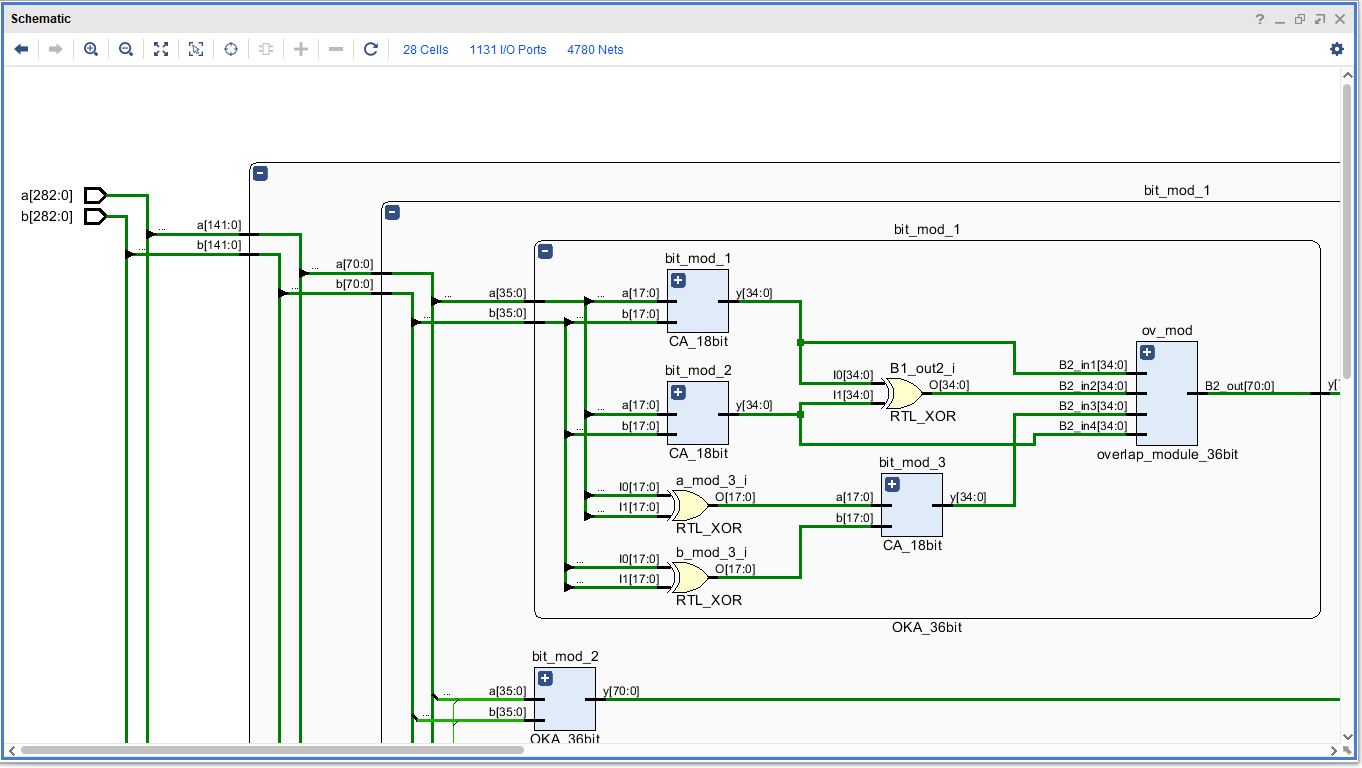 Schematic
28 Cells 1131 I/O Ports 4780 Nets
bit_mod_1
a[282:0]
b[282:0]
a[141:0]
b[141:0]
bit_mod_1
a[70:0]
b[70:0]
bit_mod_1
a[35:0] a[17:0] y[34:0]
b[35:0] b[17:0]
CA_18bit
ov_mod
bit_mod_2
B1_out2_i
B2_in1[34:0]
I0[34:0] O[34:0] B2_in2[34:0] B2_out[70:0]
I1[34:0]
a[17:0] y[34:0] B2_in3[34:0]
b[17:0] RTL_XOR B2_in4[34:0]
CA_18bit overlap_module_36bit
bit_mod_3
a_mod_3_i
I0[17:0] O[17:0] a[17:0] y[34:0]
I1[17:0] b[17:0]
RTL_XOR
CA_18bit
b_mod_3_i
I0[17:0] O[17:0]
I1[17:0]
RTL_XOR
OKA_36bit
bit_mod_2
a[35:0] y[70:0]
b[35:0]
OKA_36bit